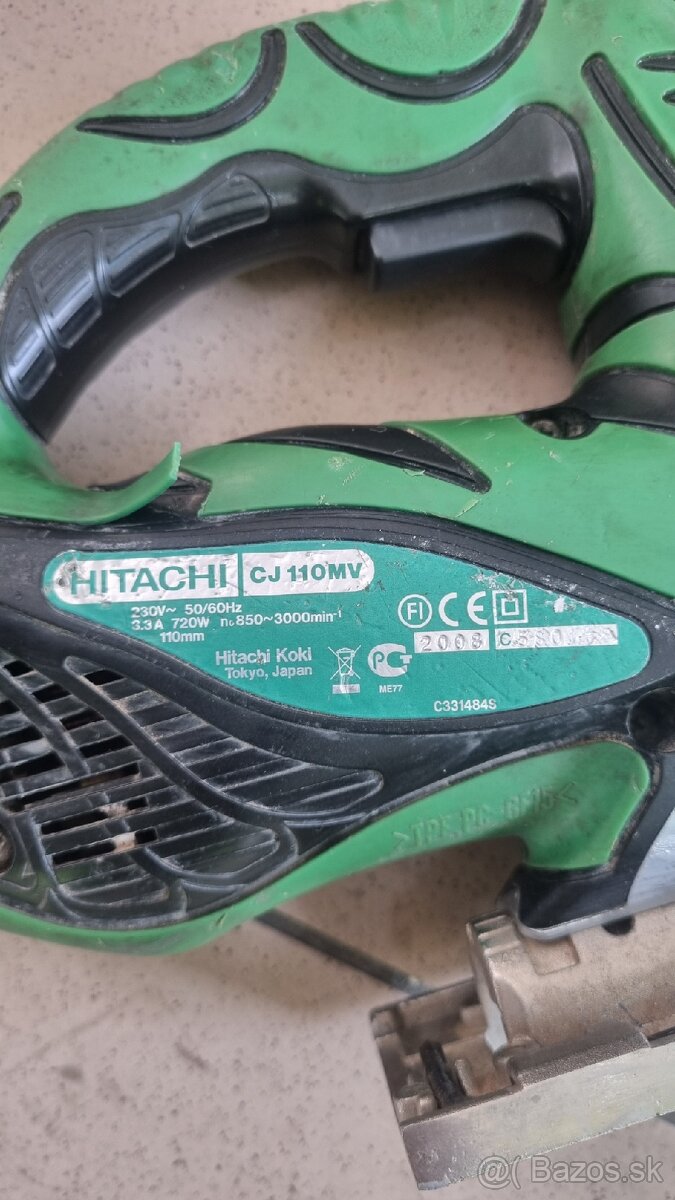 HITACHI CJ 110MV
230V~ 50/60Hz
3.3A 720W n₀850~3000min⁻¹
110mm
FI CE
2008
Hitachi Koki
Tokyo, Japan
ME77
C331484S
Bazos.sk